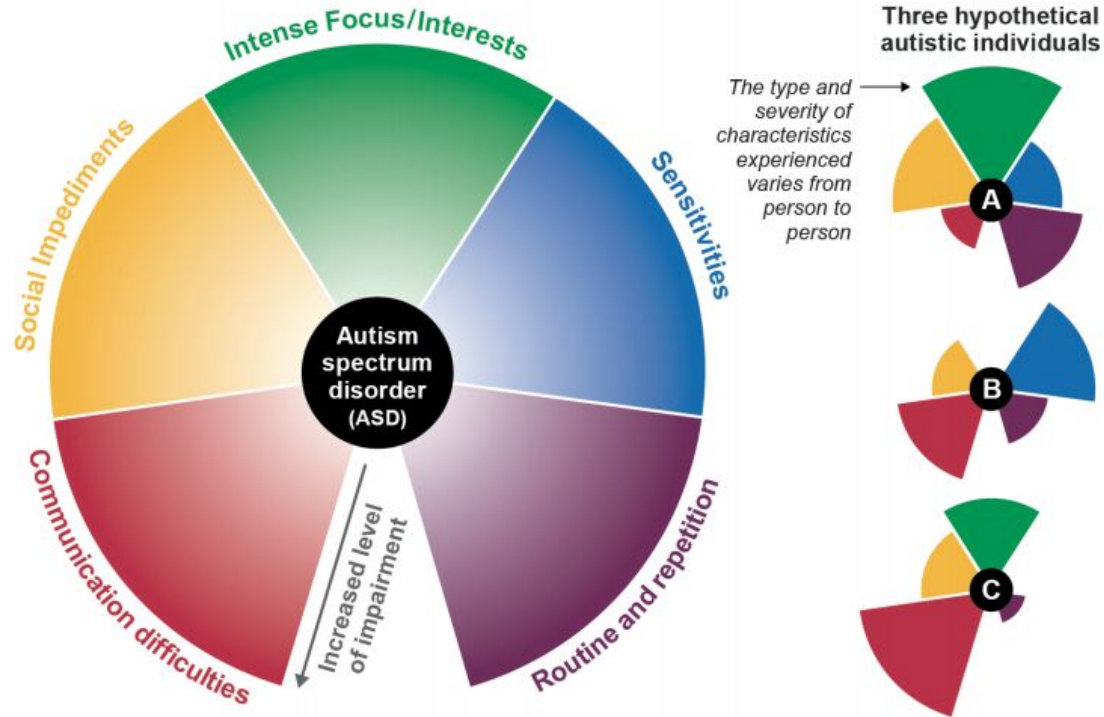 Intense Focus/Interests
Social Impediments
Sensitivities
Autism
spectrum
disorder
(ASD)
Communication difficulties
Increased level
of impairment
Routine and repetition
Three hypothetical
autistic individuals
The type and
severity of
characteristics
experienced
varies from
person to
person
A
B
C